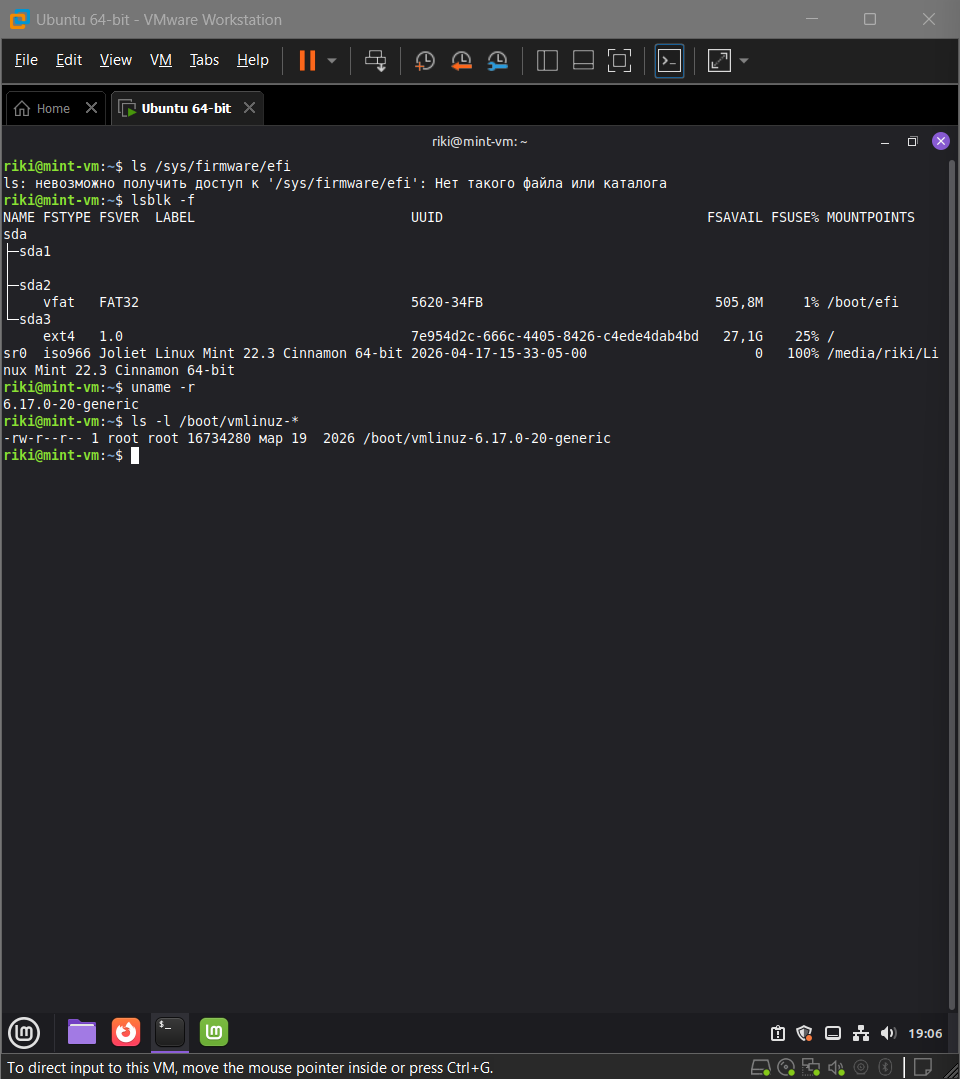 Ubuntu 64-bit - VMware Workstation
File Edit View VM Tabs Help
Home Ubuntu 64-bit
riki@mint-vm: ~
riki@mint-vm:~$ ls /sys/firmware/efi
ls: невозможно получить доступ к '/sys/firmware/efi': Нет такого файла или каталога
riki@mint-vm:~$ lsblk -f
NAME FSTYPE FSVER LABEL UUID FSAVAIL FSUSE% MOUNTPOINTS
sda
├─sda1
├─sda2
vfat FAT32 5620-34FB 505,8M 1% /boot/efi
└─sda3
ext4 1.0 7e954d2c-666c-4405-8426-c4ede4dab4bd 27,1G 25% /
sr0 iso966 Joliet Linux Mint 22.3 Cinnamon 64-bit 2026-04-17-15-33-05-00 0 100% /media/riki/Li
nux Mint 22.3 Cinnamon 64-bit
riki@mint-vm:~$ uname -r
6.17.0-20-generic
riki@mint-vm:~$ ls -l /boot/vmlinuz-*
-rw-r--r-- 1 root root 16734280 мар 19 2026 /boot/vmlinuz-6.17.0-20-generic
riki@mint-vm:~$
19:06
To direct input to this VM, move the mouse pointer inside or press Ctrl+G.